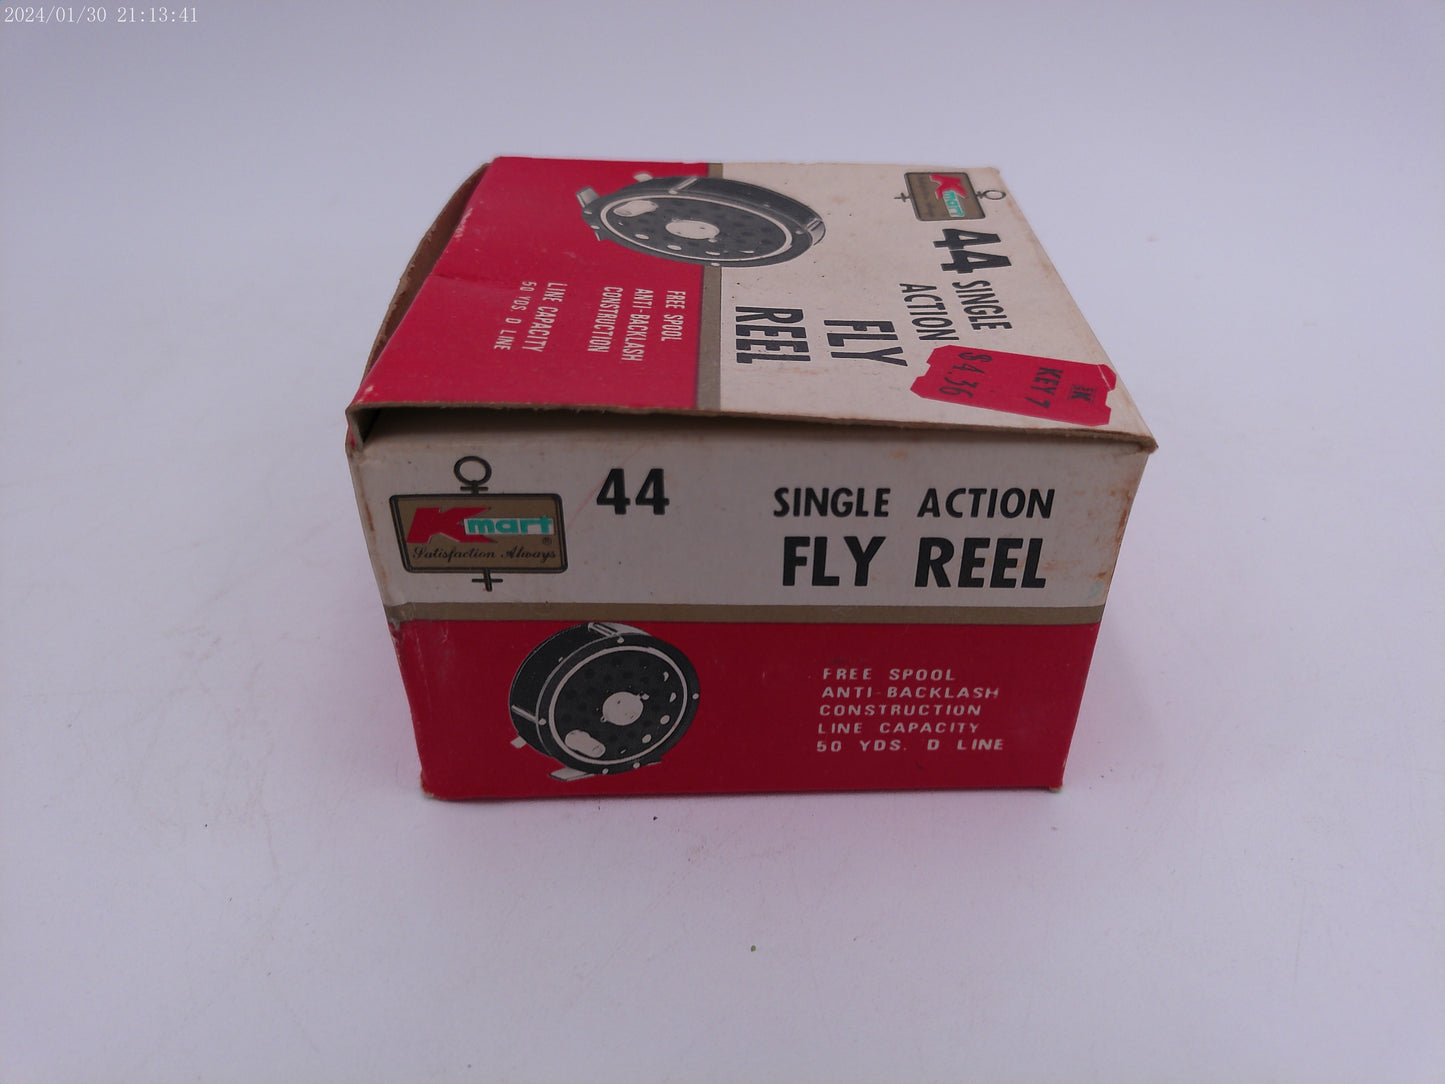 2024/01/30 21:13:41
Kmart
44 SINGLE
ACTION
FLY
REEL
FREE SPOOL
ANTI-BACKLASH
CONSTRUCTION
LINE CAPACITY
50 YDS. D LINE
KEY 7
$4.36
Kmart®
Satisfaction Always
44
SINGLE ACTION
FLY REEL
FREE SPOOL
ANTI-BACKLASH
CONSTRUCTION
LINE CAPACITY
50 YDS. D LINE